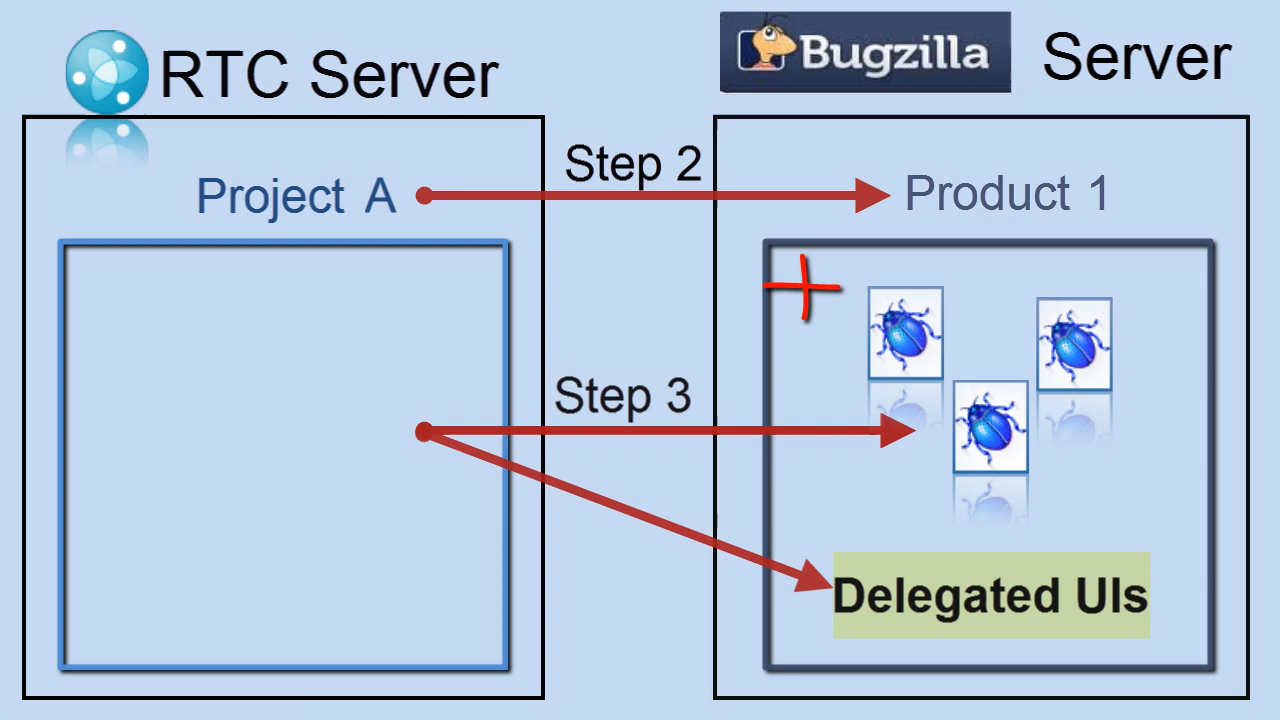 RTC Server
Bugzilla Server
Step 2
Project A
Product 1
Step 3
Delegated UIs